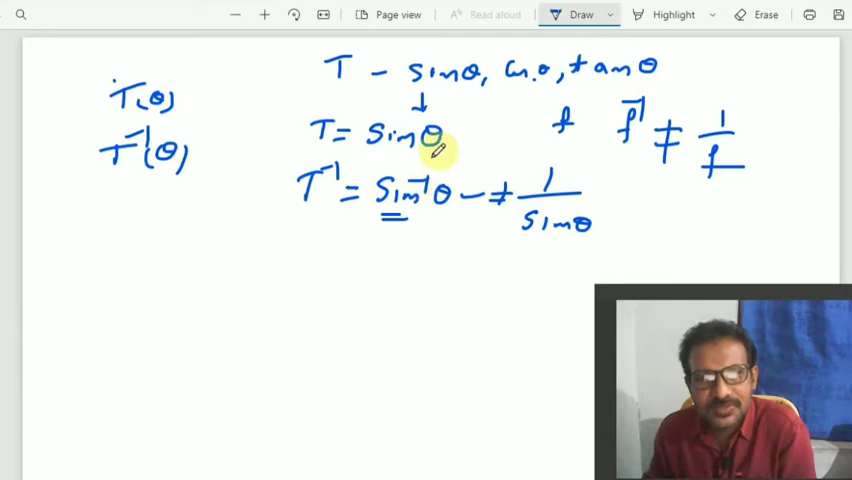 Page view
Read aloud
Draw
Highlight
Erase
T - sinθ, cos.θ, tanθ
T(θ)
T = sinθ f f⁻¹ ≠ 1/f
T⁻¹(θ)
T⁻¹ = Sin⁻¹θ - ≠ 1/sinθ